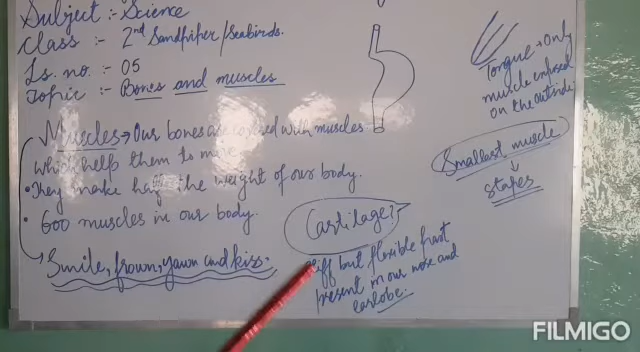 Subject :- Science
Class :- 2nd Sandpiper/Seabirds.
Ls. no. :- 05
Topic :- Bones and muscles
Muscles → Our bones are covered with muscles
which help them to move
• They make half the weight of our body.
• 600 muscles in our body.
Smile, frown, yawn and kiss.
Tongue → Only
muscle
on the outside.
Smallest muscle
↓
stapes
Cartilage?
stiff but flexible
present in our nose and
earlobe.
FILMIGO